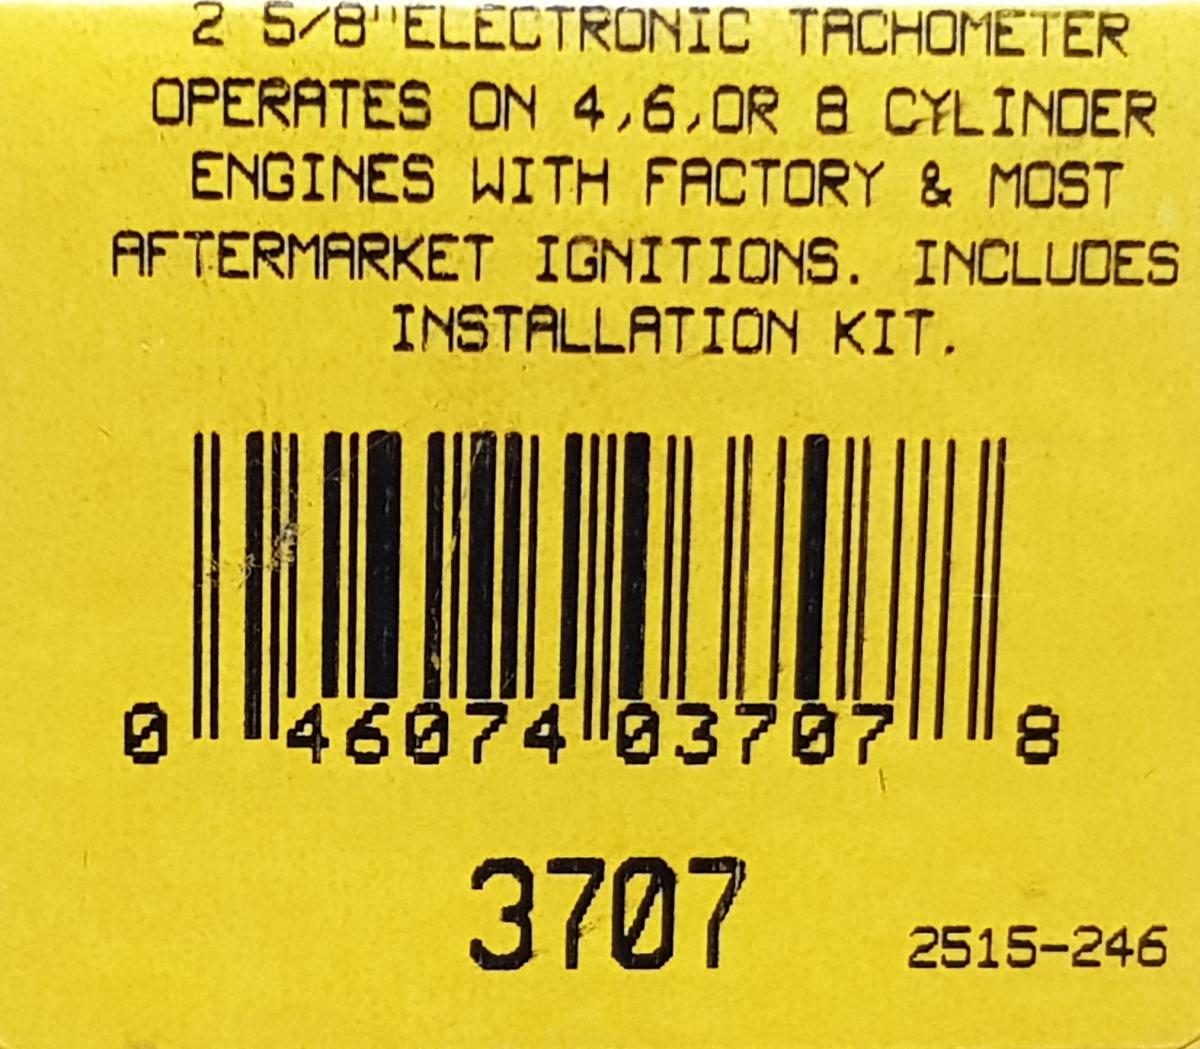 2 5/8" ELECTRONIC TACHOMETER
OPERATES ON 4,6,OR 8 CYLINDER
ENGINES WITH FACTORY & MOST
AFTERMARKET IGNITIONS. INCLUDES
INSTALLATION KIT.
0 46074 03707 8
3707
2515-246